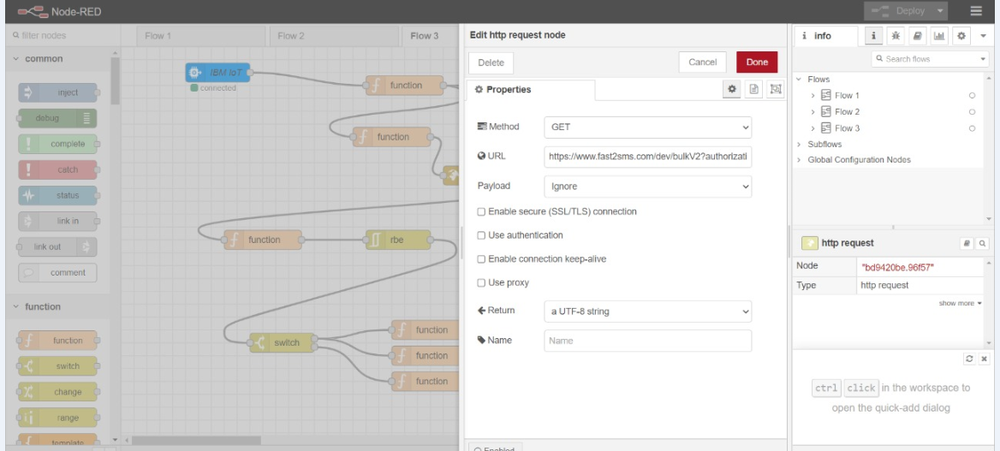 Node-RED
Deploy
filter nodes
Flow 1
Flow 2
Flow 3
Edit http request node
info
Search flows
common
inject
debug
complete
catch
status
link in
link out
comment
function
function
switch
change
range
template
IBM IoT
connected
function
function
function
rbe
switch
function
function
function
Delete
Cancel
Done
Properties
Method
GET
URL
https://www.fast2sms.com/dev/bulkV2?authorizati
Payload
Ignore
Enable secure (SSL/TLS) connection
Use authentication
Enable connection keep-alive
Use proxy
Return
a UTF-8 string
Name
Name
Enabled
Flows
Flow 1
Flow 2
Flow 3
Subflows
Global Configuration Nodes
http request
Node
"bd9420be.96f57"
Type
http request
show more
ctrl click in the workspace to
open the quick-add dialog